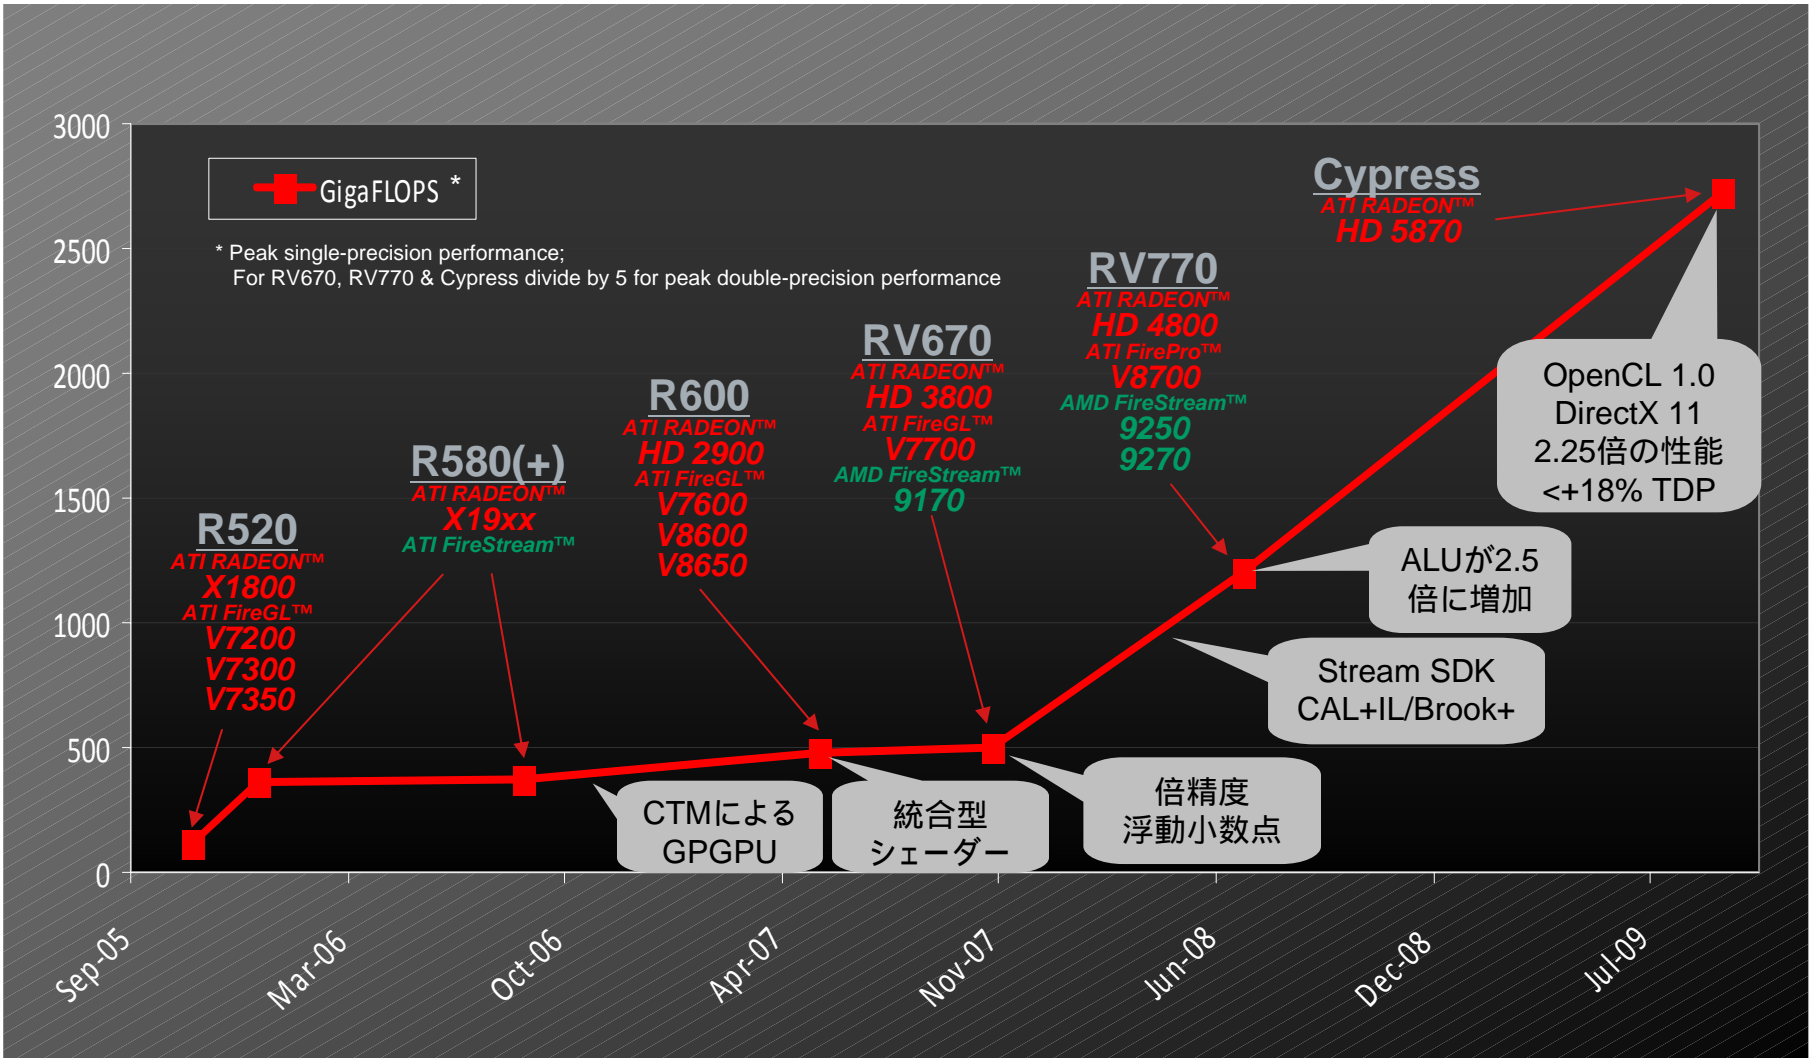 3000
2500
2000
1500
1000
500
0
GigaFLOPS *
* Peak single-precision performance;
For RV670, RV770 & Cypress divide by 5 for peak double-precision performance
R520
ATI RADEON™
X1800
ATI FireGL™
V7200
V7300
V7350
R580(+)
ATI RADEON™
X19xx
ATI FireStream™
R600
ATI RADEON™
HD 2900
ATI FireGL™
V7600
V8600
V8650
RV670
ATI RADEON™
HD 3800
ATI FireGL™
V7700
AMD FireStream™
9170
RV770
ATI RADEON™
HD 4800
ATI FirePro™
V8700
AMD FireStream™
9250
9270
Cypress
ATI RADEON™
HD 5870
OpenCL 1.0
DirectX 11
2.25倍の性能
<+18% TDP
ALUが2.5
倍に増加
Stream SDK
CAL+IL/Brook+
倍精度
浮動小数点
統合型
シェーダー
CTMによる
GPGPU
Sep-05
Mar-06
Oct-06
Apr-07
Nov-07
Jun-08
Dec-08
Jul-09